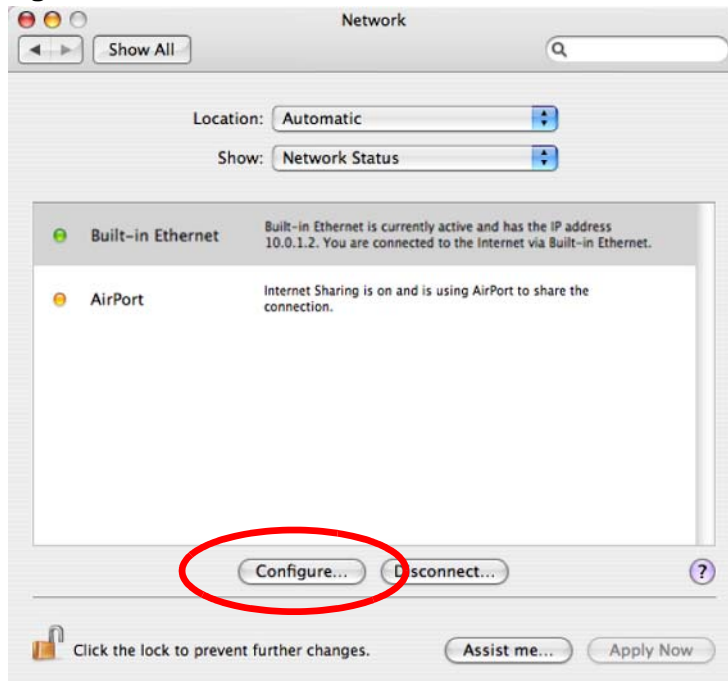 Network
Show All
Location: Automatic
Show: Network Status
Built-in Ethernet
Built-in Ethernet is currently active and has the IP address
10.0.1.2. You are connected to the Internet via Built-in Ethernet.
AirPort
Internet Sharing is on and is using AirPort to share the
connection.
Configure... Disconnect... ?
Click the lock to prevent further changes. Assist me... Apply Now